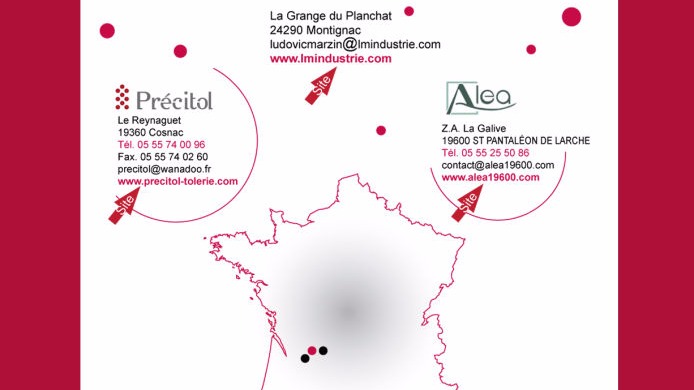 La Grange du Planchat
24290 Montignac
ludovicmarzin@lmindustrie.com
www.lmindustrie.com
Site
Précitol
Le Reynaguet
19360 Cosnac
Tél. 05 55 74 00 96
Fax. 05 55 74 02 60
precitol@wanadoo.fr
www.precitol-tolerie.com
Site
Alea
Z.A. La Galive
19600 ST PANTALÉON DE LARCHE
Tél. 05 55 25 50 86
contact@alea19600.com
www.alea19600.com
Site